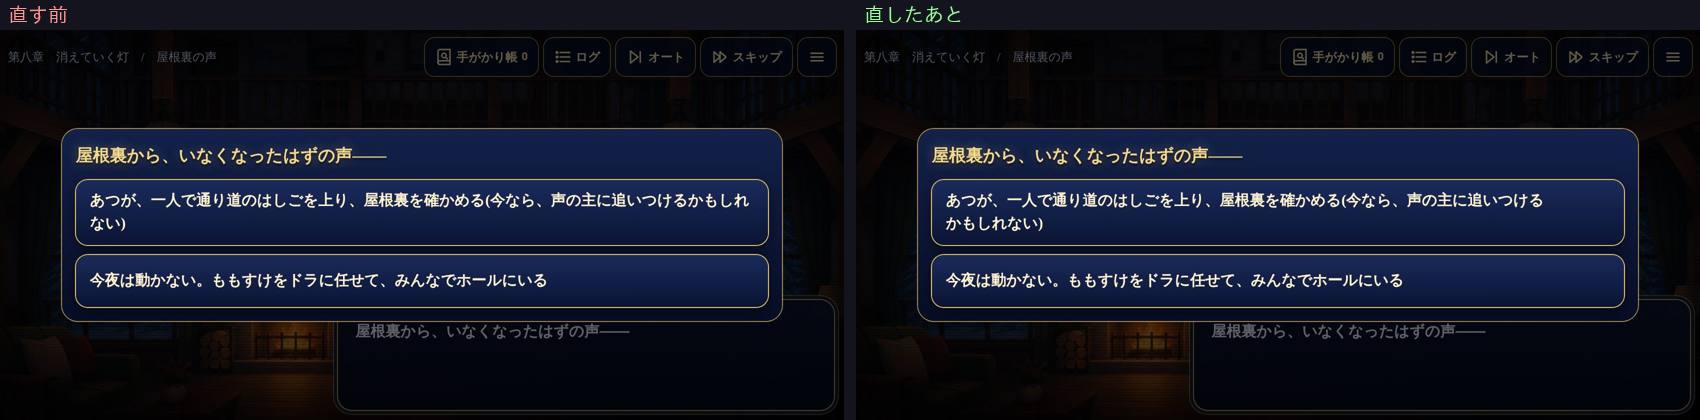 直す前
第八章 消えていく灯 / 屋根裏の声
手がかり帳 0
ログ
オート
スキップ
屋根裏から、いなくなったはずの声――
あつが、一人で通り道のはしごを上り、屋根裏を確かめる(今なら、声の主に追いつけるかもしれ
ない)
今夜は動かない。ももすけをドラに任せて、みんなでホールにいる
屋根裏から、いなくなったはずの声――
直したあと
第八章 消えていく灯 / 屋根裏の声
手がかり帳 0
ログ
オート
スキップ
屋根裏から、いなくなったはずの声――
あつが、一人で通り道のはしごを上り、屋根裏を確かめる(今なら、声の主に追いつける
かもしれない)
今夜は動かない。ももすけをドラに任せて、みんなでホールにいる
屋根裏から、いなくなったはずの声――